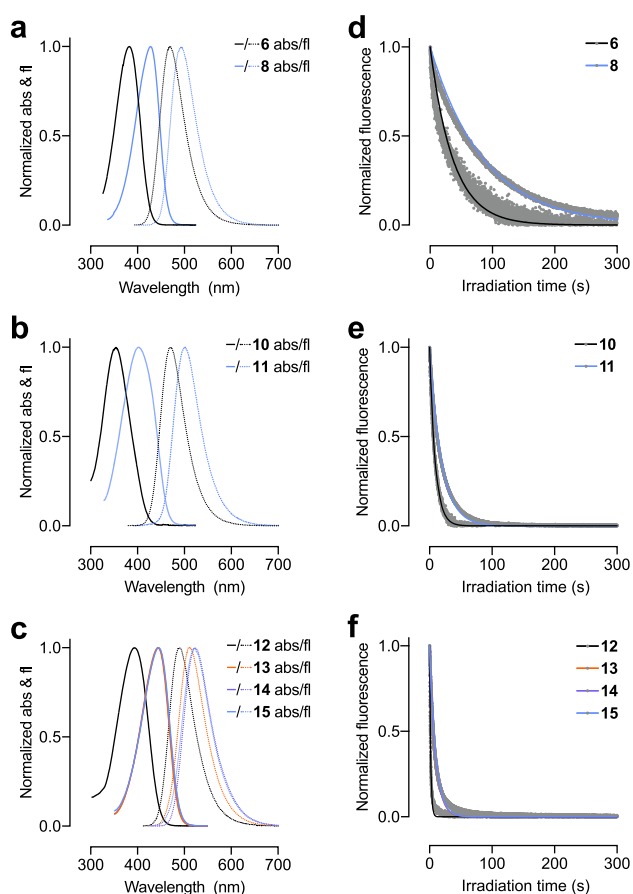 a
Normalized abs & fl
1.0
0.5
0.0
300 400 500 600 700
Wavelength (nm)
–/··· 6 abs/fl
–/··· 8 abs/fl
d
Normalized fluorescence
1.0
0.5
0.0
0 100 200 300
Irradiation time (s)
6
8
b
Normalized abs & fl
1.0
0.5
0.0
300 400 500 600 700
Wavelength (nm)
–/··· 10 abs/fl
–/··· 11 abs/fl
e
Normalized fluorescence
1.0
0.5
0.0
0 100 200 300
Irradiation time (s)
10
11
c
Normalized abs & fl
1.0
0.5
0.0
300 400 500 600 700
Wavelength (nm)
–/··· 12 abs/fl
–/··· 13 abs/fl
–/··· 14 abs/fl
–/··· 15 abs/fl
f
Normalized fluorescence
1.0
0.5
0.0
0 100 200 300
Irradiation time (s)
12
13
14
15